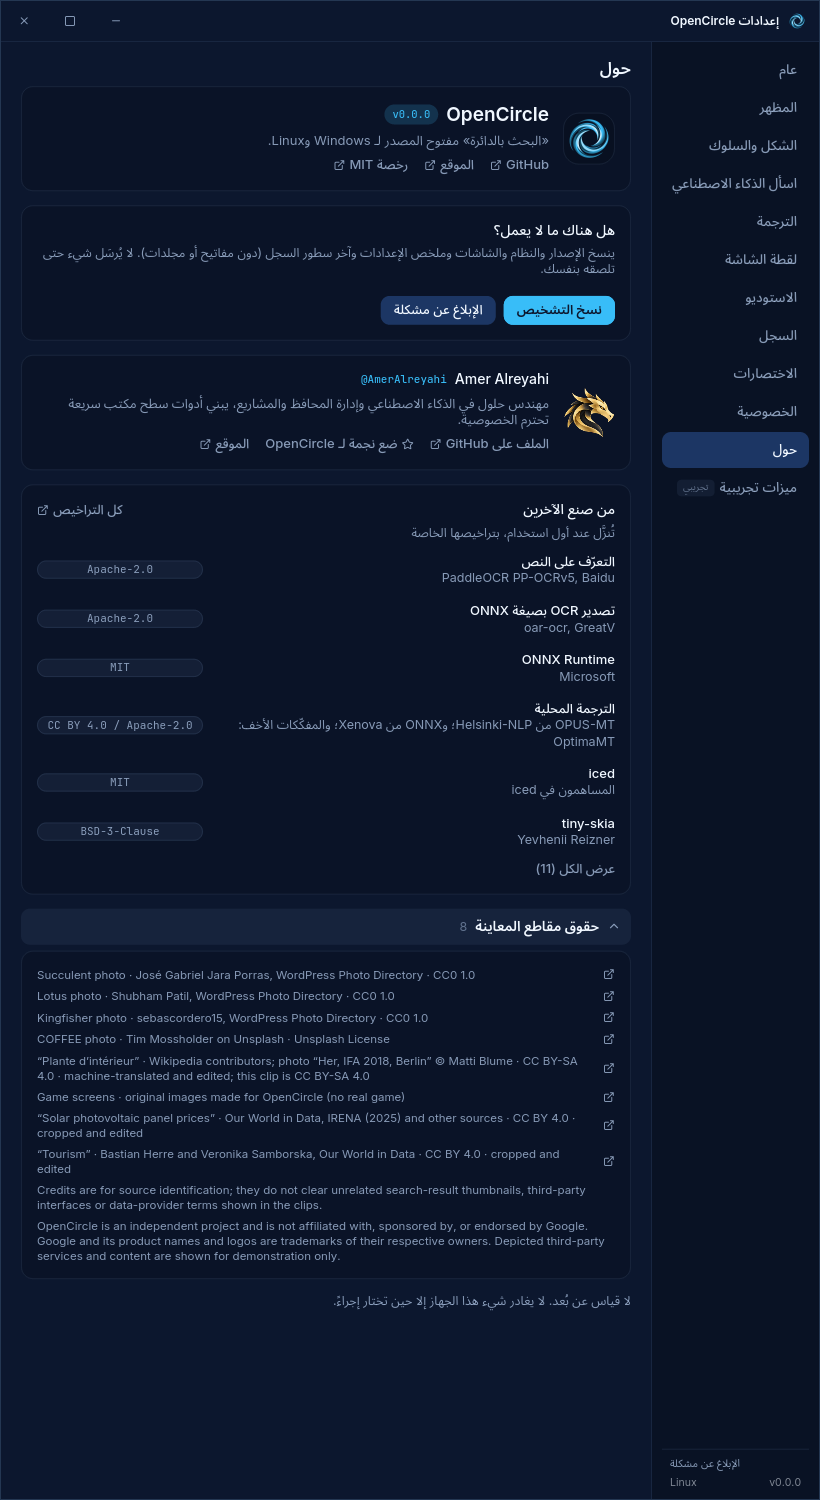 إعدادات OpenCircle
عام
المظهر
الشكل والسلوك
اسأل الذكاء الاصطناعي
الترجمة
لقطة الشاشة
الاستوديو
السجل
الاختصارات
الخصوصية
حول
ميزات تجريبية تجريبي
الإبلاغ عن مشكلة
Linux v0.0.0
حول
OpenCircle v0.0.0
«البحث بالدائرة» مفتوح المصدر لـ Windows وLinux.
GitHub الموقع رخصة MIT
هل هناك ما لا يعمل؟
ينسخ الإصدار والنظام والشاشات وملخص الإعدادات وآخر سطور السجل (دون مفاتيح أو مجلدات). لا يُرسَل شيء حتى
تلصقه بنفسك.
نسخ التشخيص الإبلاغ عن مشكلة
Amer Alreyahi @AmerAlreyahi
مهندس حلول في الذكاء الاصطناعي وإدارة المحافظ والمشاريع، يبني أدوات سطح مكتب سريعة
تحترم الخصوصية.
الملف على GitHub ضع نجمة لـ OpenCircle الموقع
من صنع الآخرين كل التراخيص
تُنزَّل عند أول استخدام، بتراخيصها الخاصة
التعرّف على النص
PaddleOCR PP-OCRv5, Baidu
Apache-2.0
تصدير OCR بصيغة ONNX
oar-ocr, GreatV
Apache-2.0
ONNX Runtime
Microsoft
MIT
الترجمة المحلية
OPUS-MT من Helsinki-NLP؛ وONNX من Xenova؛ والمفكّكات الأخف:
OptimaMT
CC BY 4.0 / Apache-2.0
iced
المساهمون في iced
MIT
tiny-skia
Yevhenii Reizner
BSD-3-Clause
عرض الكل (11)
حقوق مقاطع المعاينة 8
Succulent photo · José Gabriel Jara Porras, WordPress Photo Directory · CC0 1.0
Lotus photo · Shubham Patil, WordPress Photo Directory · CC0 1.0
Kingfisher photo · sebascordero15, WordPress Photo Directory · CC0 1.0
COFFEE photo · Tim Mossholder on Unsplash · Unsplash License
“Plante d’intérieur” · Wikipedia contributors; photo “Her, IFA 2018, Berlin” © Matti Blume · CC BY-SA
4.0 · machine-translated and edited; this clip is CC BY-SA 4.0
Game screens · original images made for OpenCircle (no real game)
“Solar photovoltaic panel prices” · Our World in Data, IRENA (2025) and other sources · CC BY 4.0 ·
cropped and edited
“Tourism” · Bastian Herre and Veronika Samborska, Our World in Data · CC BY 4.0 · cropped and
edited
Credits are for source identification; they do not clear unrelated search-result thumbnails, third-party
interfaces or data-provider terms shown in the clips.
OpenCircle is an independent project and is not affiliated with, sponsored by, or endorsed by Google.
Google and its product names and logos are trademarks of their respective owners. Depicted third-party
services and content are shown for demonstration only.
لا قياس عن بُعد. لا يغادر شيء هذا الجهاز إلا حين تختار إجراءً.